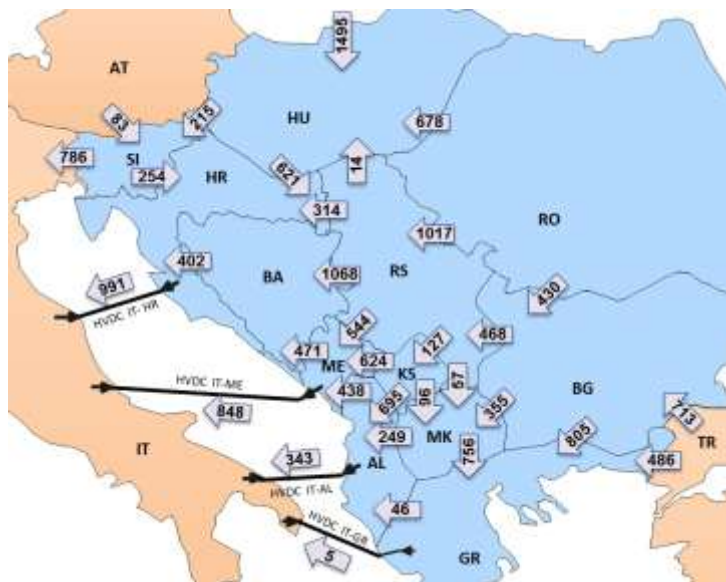 1495
AT
83
215
HU
678
786
SI
254
HR
621
14
314
1017
RO
402
BA
1068
RS
991
HVDC IT- HR
430
544
468
471
ME
624
127
KS
HVDC IT-ME
438
695
96
67
355
BG
848
713
TR
249
MK
805
IT
343
AL
756
486
HVDC IT-AL
46
HVDC IT-GR
5
GR